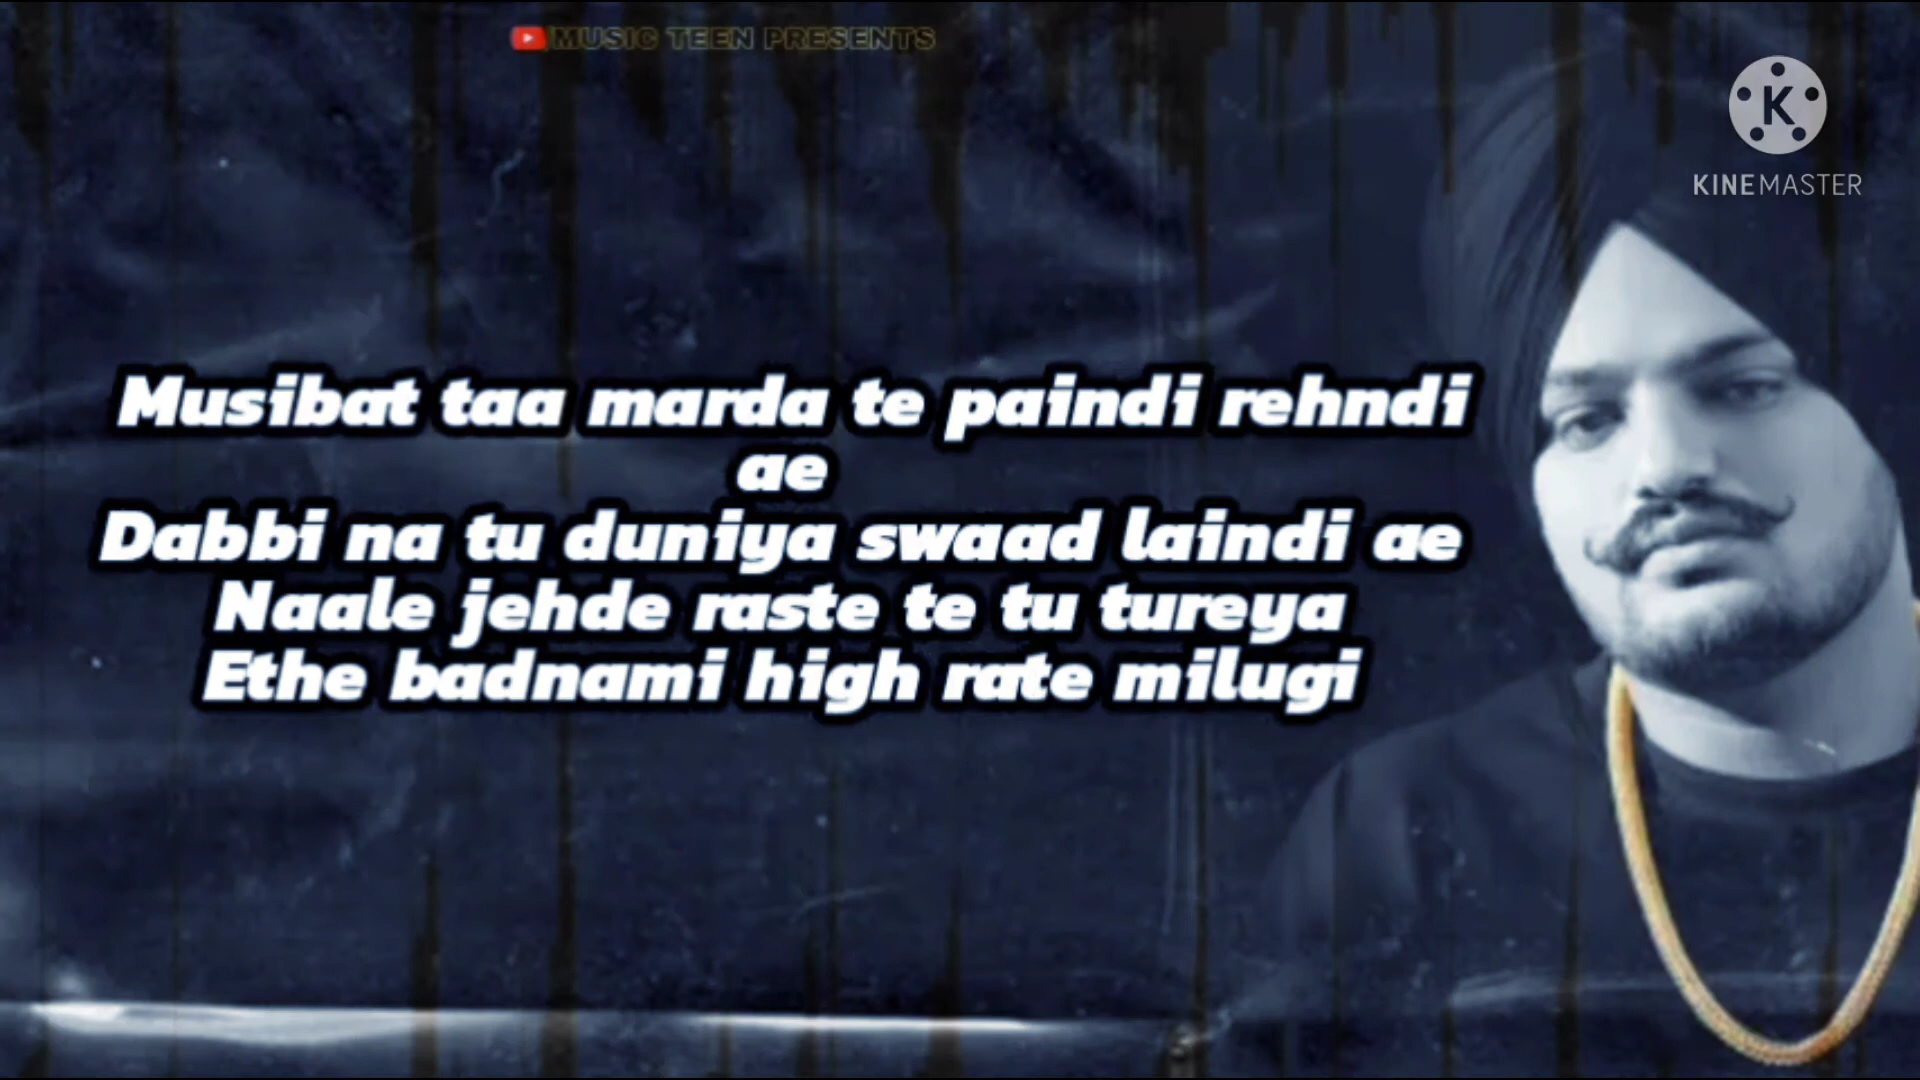 MUSIC TEEN PRESENTS
K
KINEMASTER
Musibat taa marda te paindi rehndi
ae
Dabbi na tu duniya swaad laindi ae
Naale jehde raste te tu tureya
Ethe badnami high rate milugi